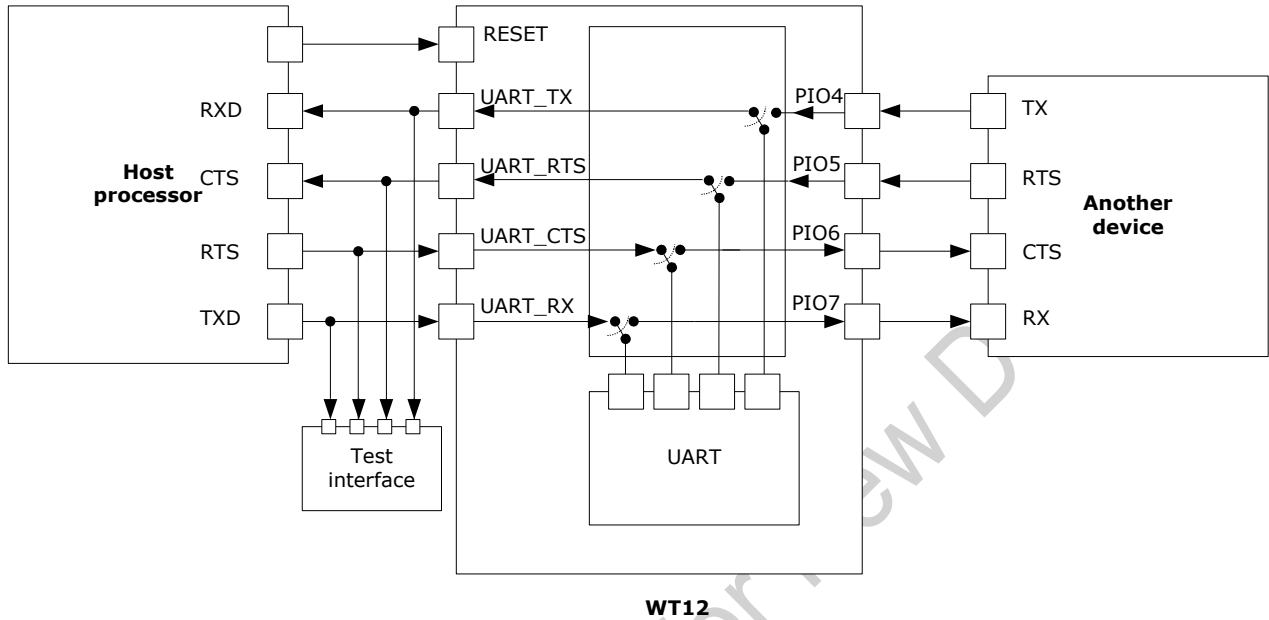 RESET
RXD
UART_TX
PIO4
TX
Host
processor
CTS
UART_RTS
PIO5
RTS
Another
device
RTS
UART_CTS
PIO6
CTS
TXD
UART_RX
PIO7
RX
Test
interface
UART
WT12